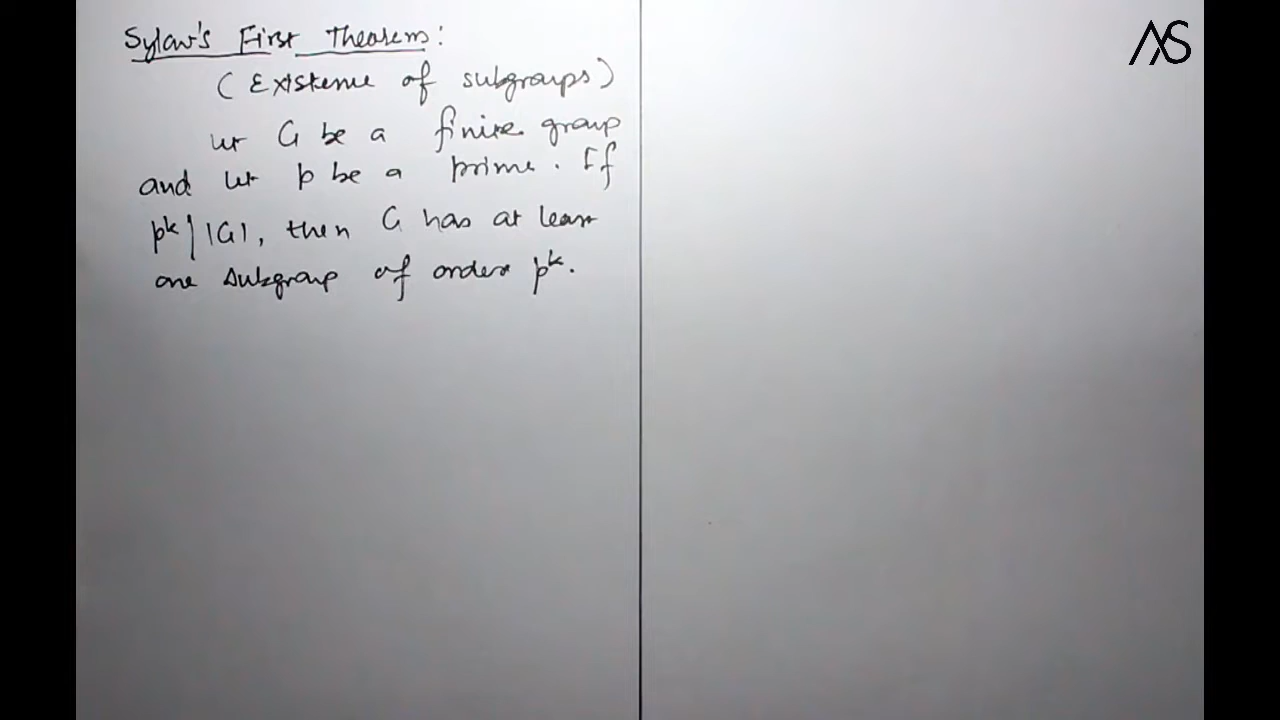 Sylow's First Theorem:
(Existence of subgroups)
Let G be a finite group
and let p be a prime. If
p^k | |G|, then G has at least
one subgroup of order p^k.
NS